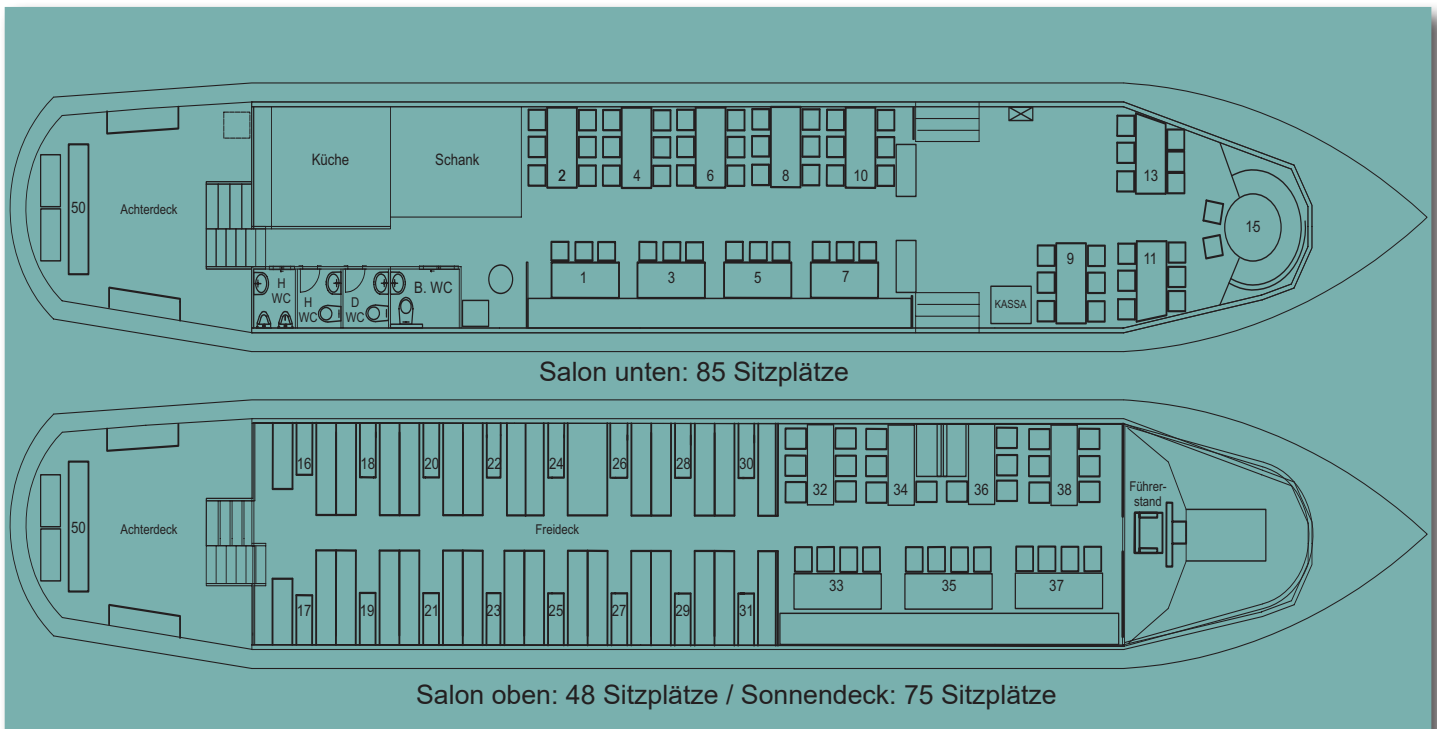 Küche
Schank
2
4
6
8
10
13
50
Achterdeck
15
1
3
5
7
9
11
H
WC
H
WC
D
WC
B. WC
KASSA
Salon unten: 85 Sitzplätze
16
18
20
22
24
26
28
30
32
34
36
38
50
Achterdeck
Freideck
Führer-
stand
17
19
21
23
25
27
29
31
33
35
37
Salon oben: 48 Sitzplätze / Sonnendeck: 75 Sitzplätze